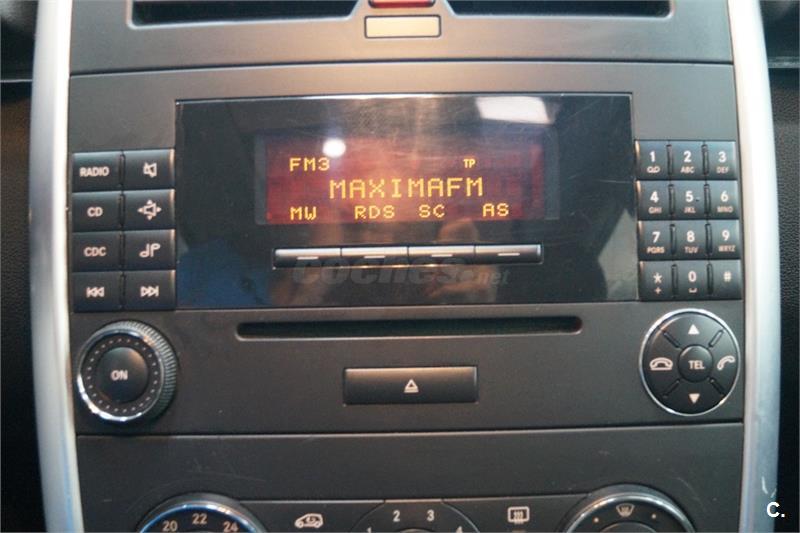 FM3 TP
MAXIMAFM
MW RDS SC AS
RADIO
CD
CDC
1 2 ABC 3 DEF
4 GHI 5 JKL 6 MNO
7 PQRS 8 TUV 9 WXYZ
* + 0 #
coches.net
ON
TEL
20 22 24
2 3 4
C.